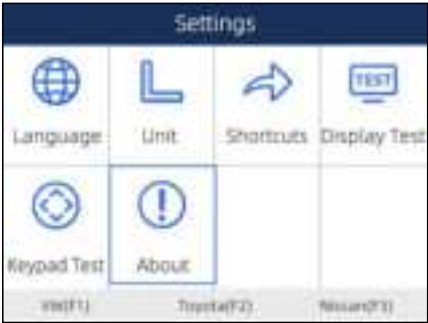 Settings
TEST
Language Unit Shortcuts Display Test
Keypad Test About
VW(F1) Toyota(F2) Nissan(F3)